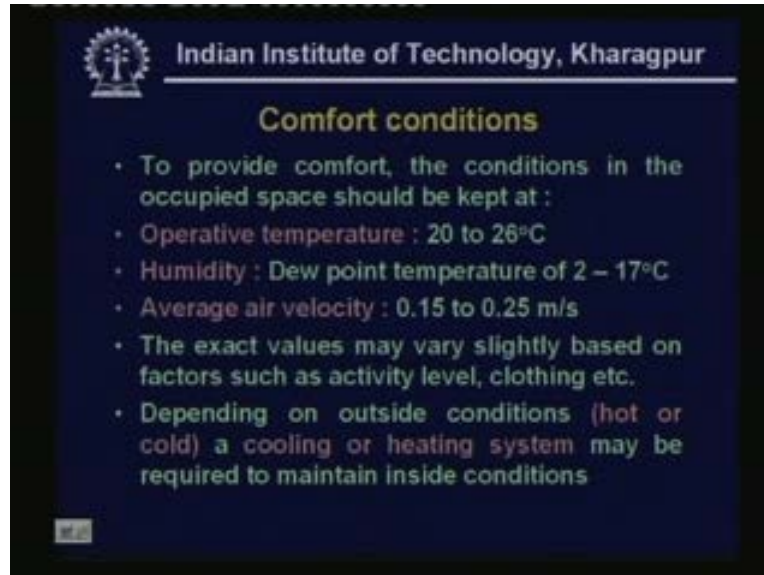 Indian Institute of Technology, Kharagpur
Comfort conditions
• To provide comfort, the conditions in the
occupied space should be kept at :
• Operative temperature : 20 to 26°C
• Humidity : Dew point temperature of 2 – 17°C
• Average air velocity : 0.15 to 0.25 m/s
• The exact values may vary slightly based on
factors such as activity level, clothing etc.
• Depending on outside conditions (hot or
cold) a cooling or heating system may be
required to maintain inside conditions